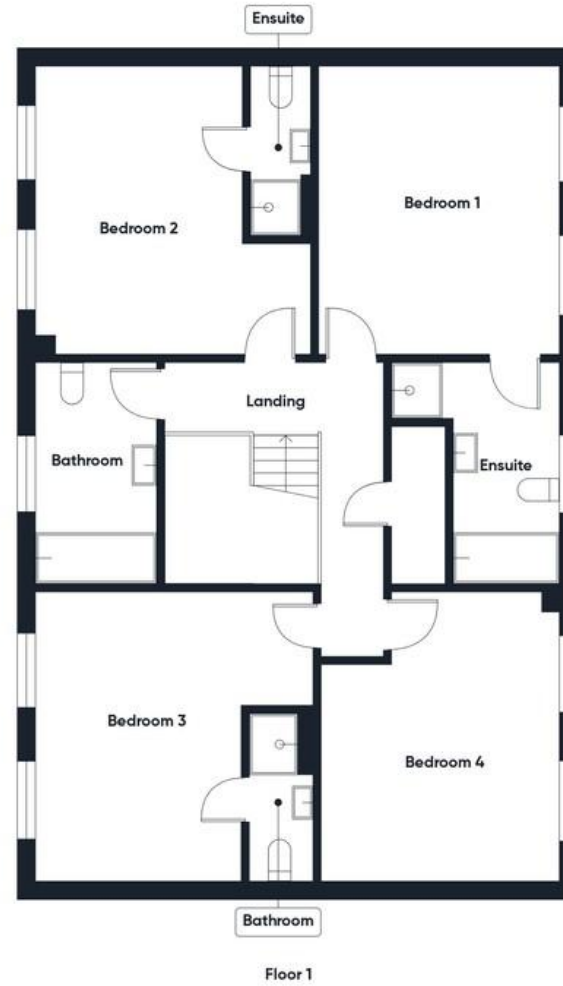 Ensuite
Bedroom 1
Bedroom 2
Landing
Bathroom
Ensuite
Bedroom 3
Bedroom 4
Bathroom
Floor 1